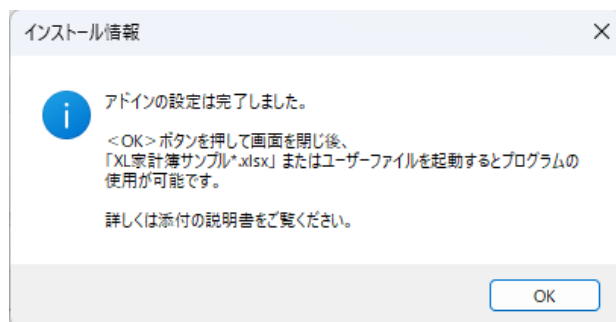 インストール情報
アドインの設定は完了しました。
＜OK＞ボタンを押して画面を閉じ後、
「XL家計簿サンプル*.xlsx」またはユーザーファイルを起動するとプログラムの
使用が可能です。
詳しくは添付の説明書をご覧ください。
OK